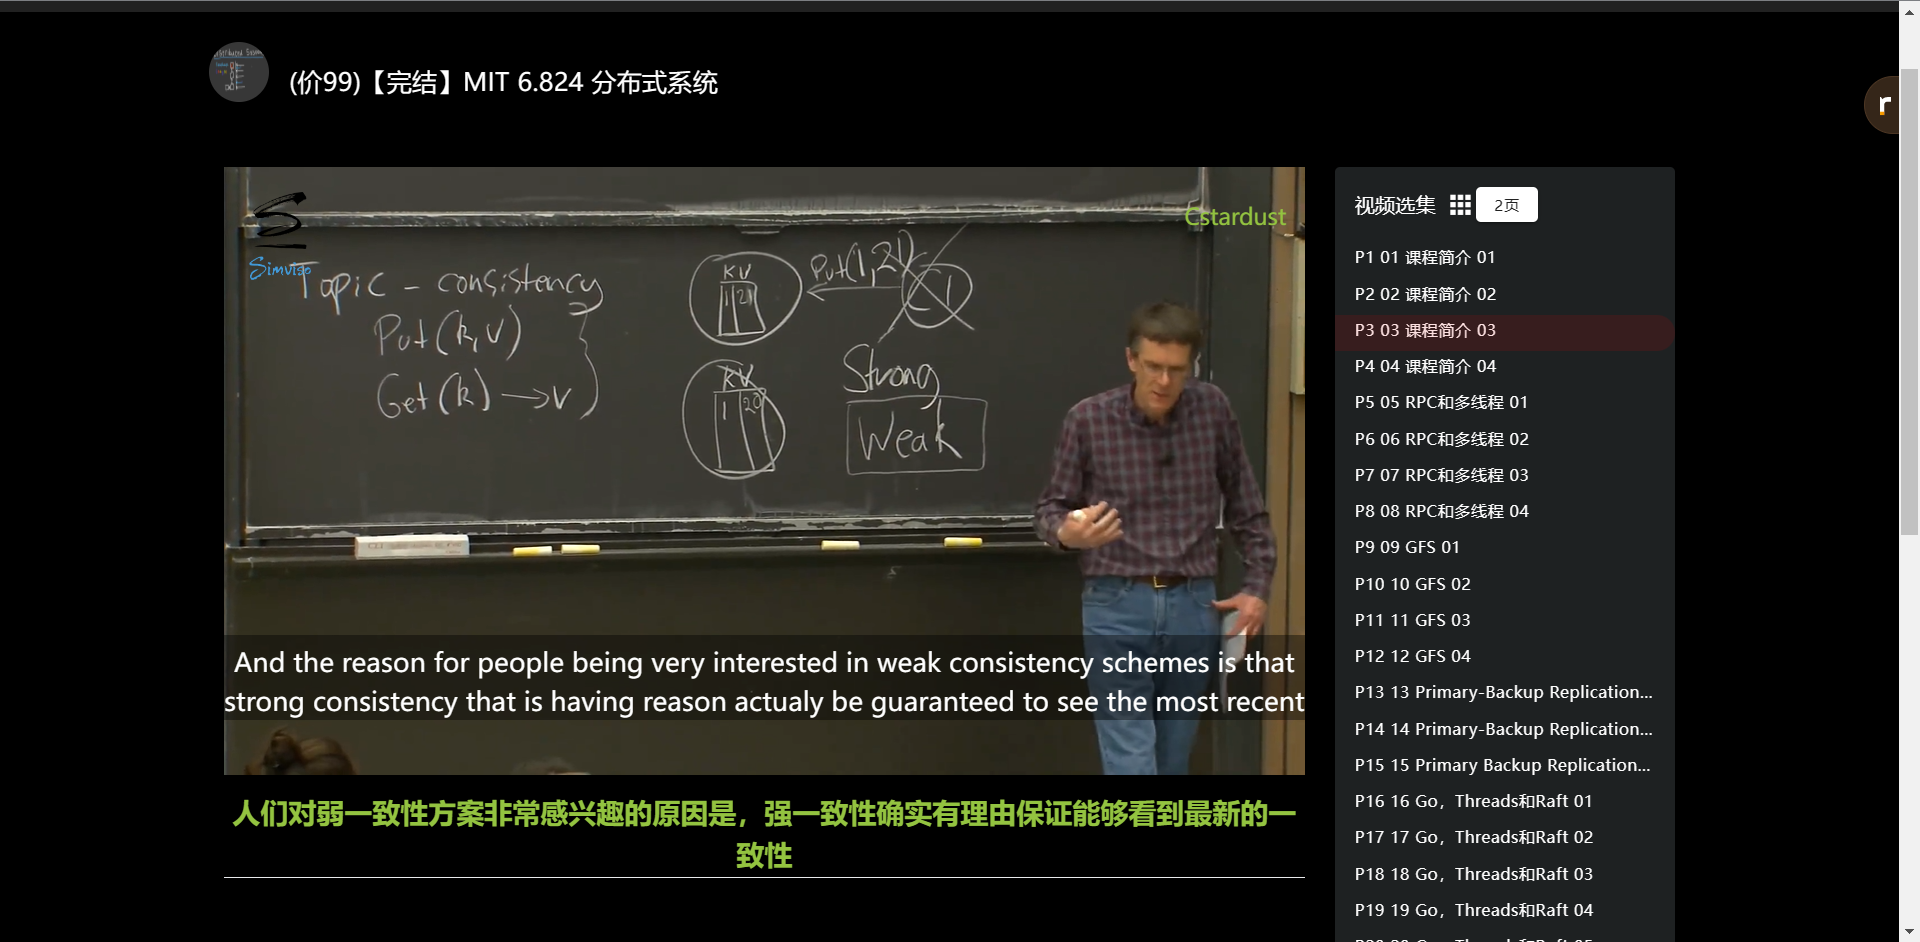 (价99)【完结】MIT 6.824 分布式系统
r
Cstardust
Simviso
Topic - consistency
Put(k,v)
Get(k) → v
KV
1 21
Put(1,21)
C1
KV
1 20
Strong
Weak
And the reason for people being very interested in weak consistency schemes is that
strong consistency that is having reason actualy be guaranteed to see the most recent
人们对弱一致性方案非常感兴趣的原因是，强一致性确实有理由保证能够看到最新的一
致性
视频选集
2页
P1 01 课程简介 01
P2 02 课程简介 02
P3 03 课程简介 03
P4 04 课程简介 04
P5 05 RPC和多线程 01
P6 06 RPC和多线程 02
P7 07 RPC和多线程 03
P8 08 RPC和多线程 04
P9 09 GFS 01
P10 10 GFS 02
P11 11 GFS 03
P12 12 GFS 04
P13 13 Primary-Backup Replication...
P14 14 Primary-Backup Replication...
P15 15 Primary Backup Replication...
P16 16 Go，Threads和Raft 01
P17 17 Go，Threads和Raft 02
P18 18 Go，Threads和Raft 03
P19 19 Go，Threads和Raft 04